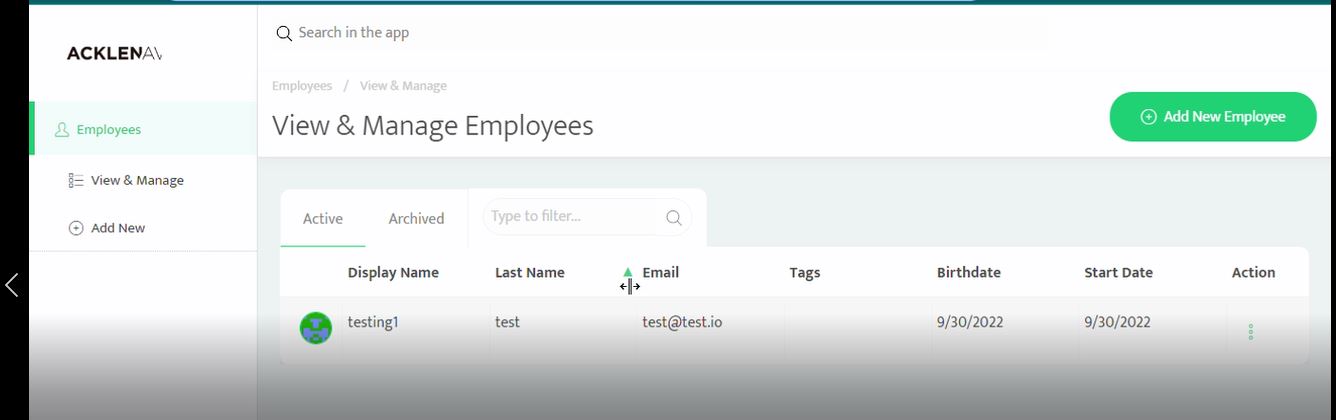 Search in the app
ACKLENAV
Employees / View & Manage
View & Manage Employees
Add New Employee
Employees
View & Manage
Add New
Active Archived Type to filter...
Display Name Last Name Email Tags Birthdate Start Date Action
testing1 test test@test.io 9/30/2022 9/30/2022